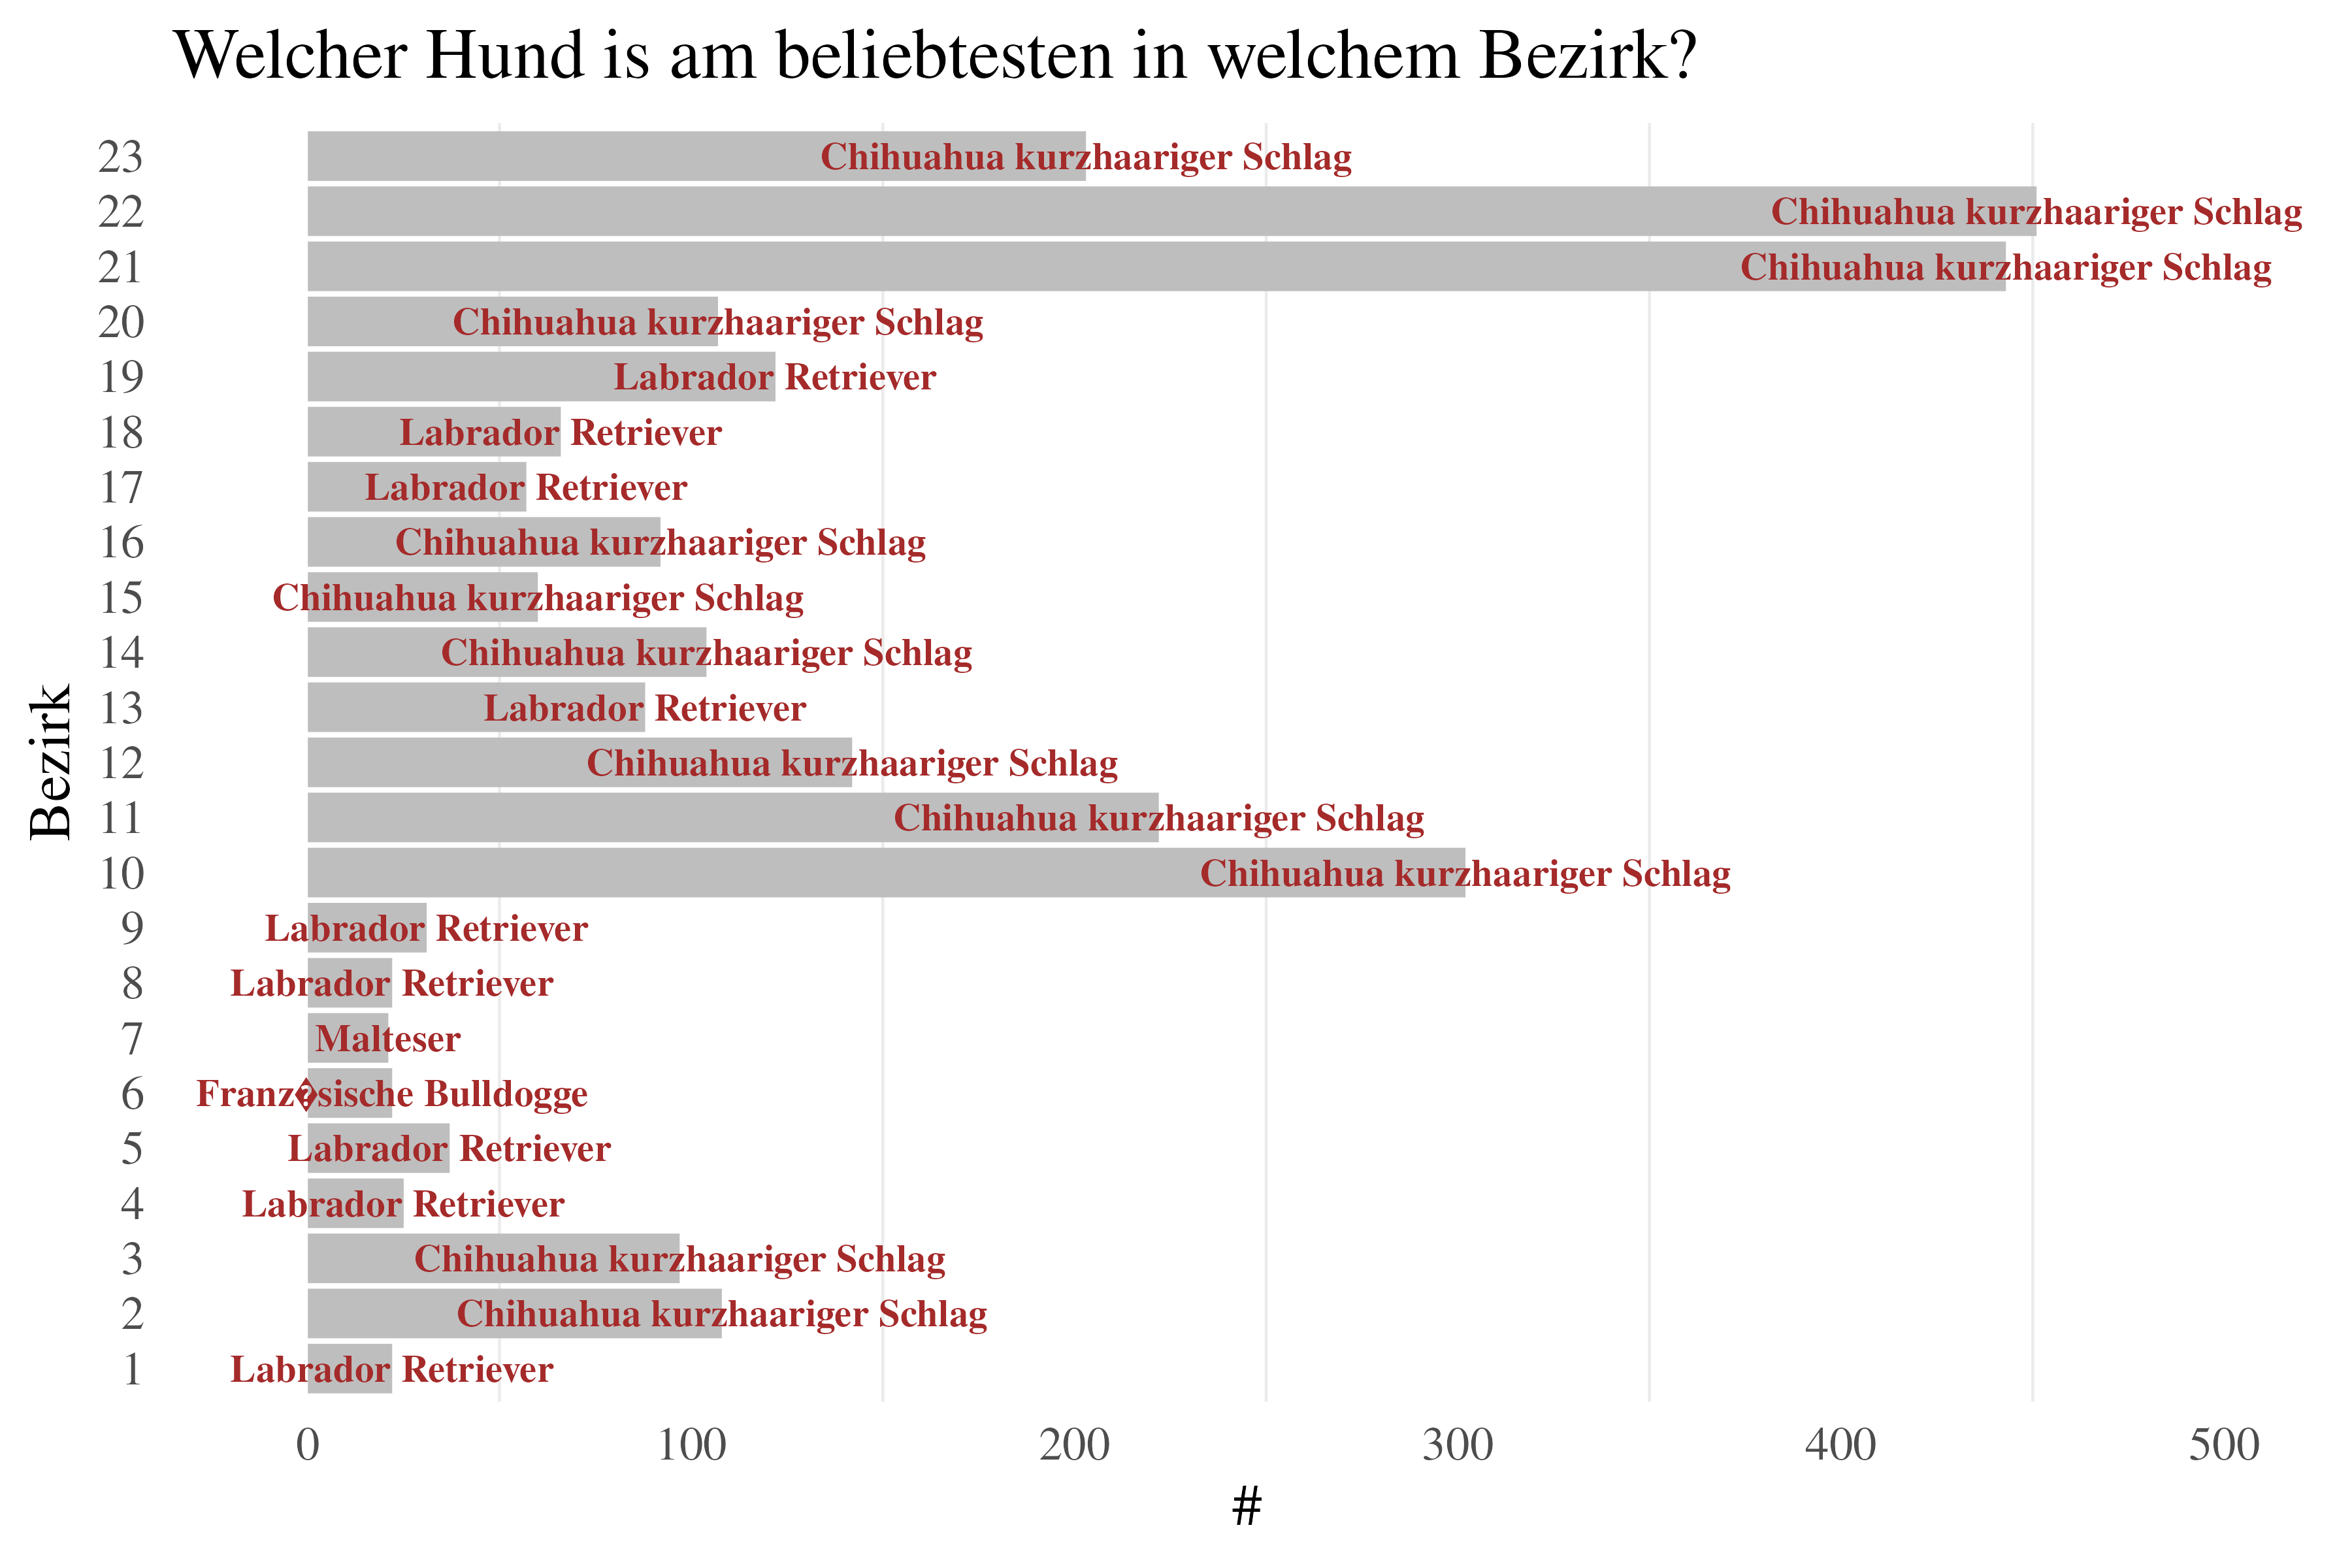 Welcher Hund is am beliebtesten in welchem Bezirk?
23 Chihuahua kurzhaariger Schlag
22 Chihuahua kurzhaariger Schlag
21 Chihuahua kurzhaariger Schlag
20 Chihuahua kurzhaariger Schlag
19 Labrador Retriever
18 Labrador Retriever
17 Labrador Retriever
16 Chihuahua kurzhaariger Schlag
15 Chihuahua kurzhaariger Schlag
14 Chihuahua kurzhaariger Schlag
13 Labrador Retriever
12 Chihuahua kurzhaariger Schlag
11 Chihuahua kurzhaariger Schlag
10 Chihuahua kurzhaariger Schlag
9 Labrador Retriever
8 Labrador Retriever
7 Malteser
6 Franz�sische Bulldogge
5 Labrador Retriever
4 Labrador Retriever
3 Chihuahua kurzhaariger Schlag
2 Chihuahua kurzhaariger Schlag
1 Labrador Retriever
Bezirk
0 100 200 300 400 500
#